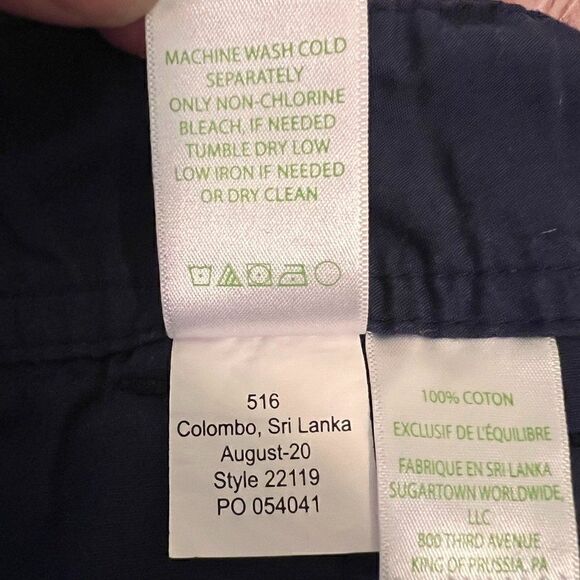 MACHINE WASH COLD
SEPARATELY
ONLY NON-CHLORINE
BLEACH, IF NEEDED
TUMBLE DRY LOW
LOW IRON IF NEEDED
OR DRY CLEAN
516
Colombo, Sri Lanka
August-20
Style 22119
PO 054041
100% COTON
EXCLUSIF DE L'ÉQUILIBRE
FABRIQUE EN SRI LANKA
SUGARTOWN WORLDWIDE,
LLC
800 THIRD AVENUE
KING OF PRUSSIA, PA